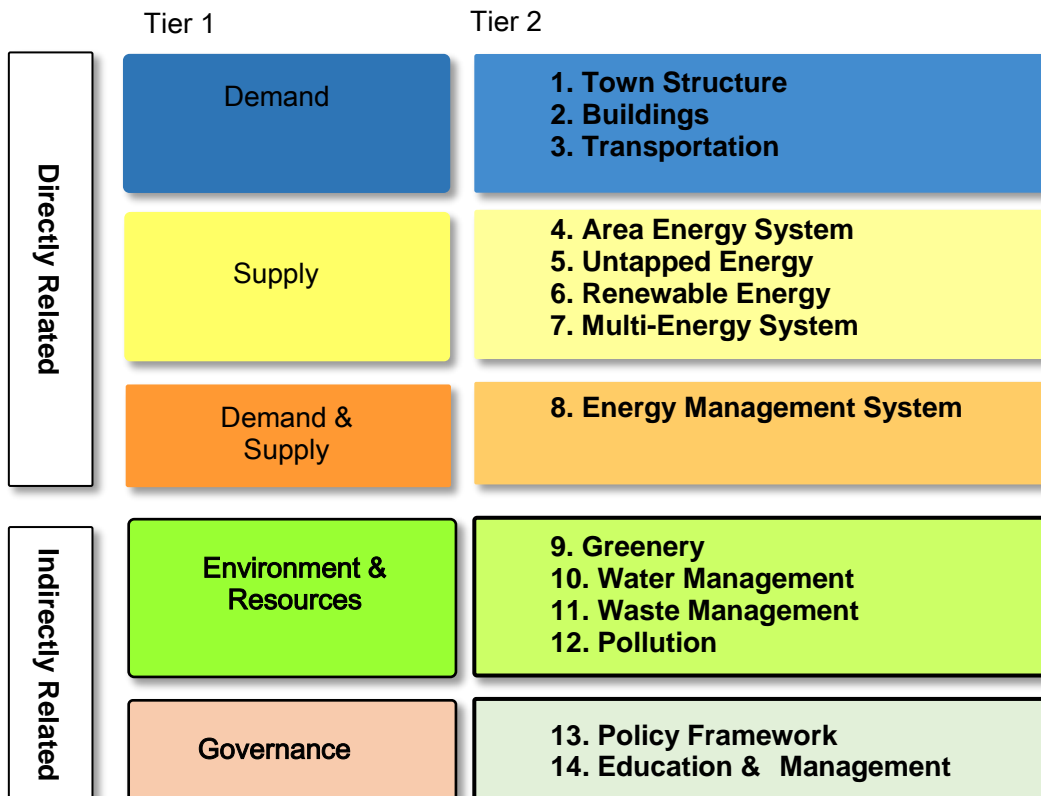 Tier 1
Tier 2
Directly Related
Demand
1. Town Structure
2. Buildings
3. Transportation
Supply
4. Area Energy System
5. Untapped Energy
6. Renewable Energy
7. Multi-Energy System
Demand &
Supply
8. Energy Management System
Indirectly Related
Environment &
Resources
9. Greenery
10. Water Management
11. Waste Management
12. Pollution
Governance
13. Policy Framework
14. Education & Management